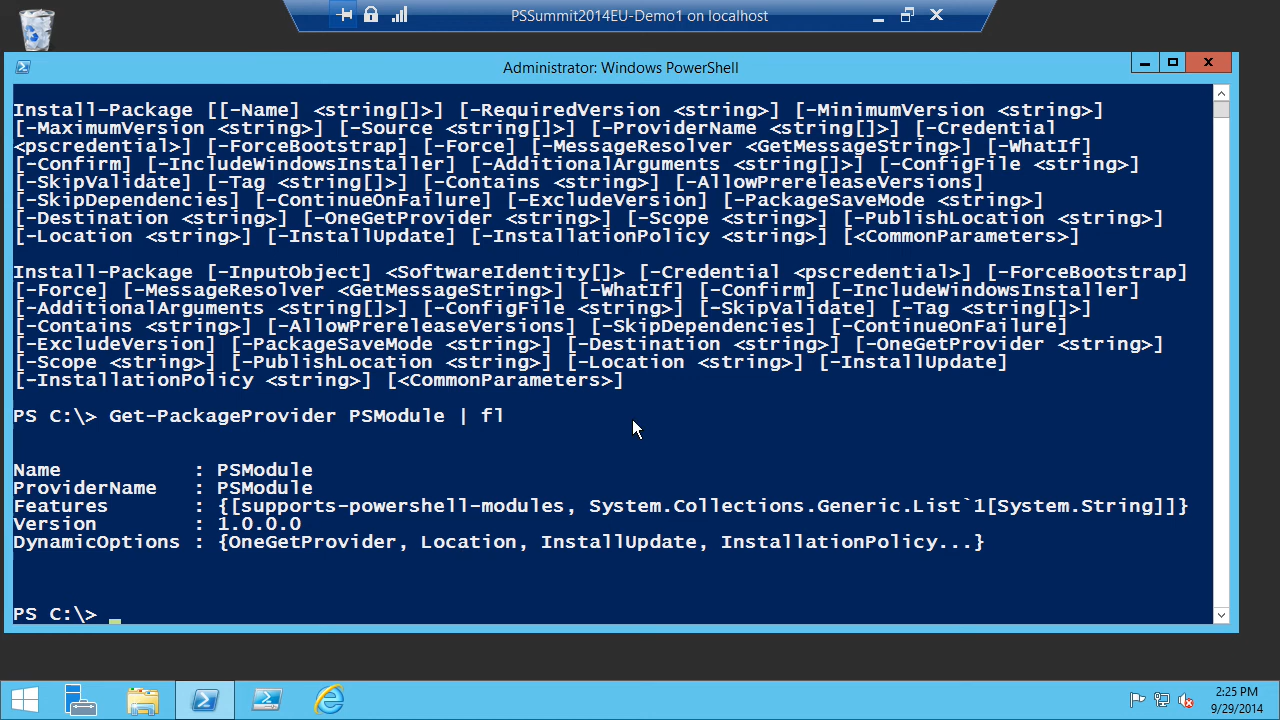 PSSummit2014EU-Demo1 on localhost
Administrator: Windows PowerShell
Install-Package [[-Name] <string[]>] [-RequiredVersion <string>] [-MinimumVersion <string>]
[-MaximumVersion <string>] [-Source <string[]>] [-ProviderName <string[]>] [-Credential
<pscredential>] [-ForceBootstrap] [-Force] [-MessageResolver <GetMessageString>] [-WhatIf]
[-Confirm] [-IncludeWindowsInstaller] [-AdditionalArguments <string[]>] [-ConfigFile <string>]
[-SkipValidate] [-Tag <string[]>] [-Contains <string>] [-AllowPrereleaseVersions]
[-SkipDependencies] [-ContinueOnFailure] [-ExcludeVersion] [-PackageSaveMode <string>]
[-Destination <string>] [-OneGetProvider <string>] [-Scope <string>] [-PublishLocation <string>]
[-Location <string>] [-InstallUpdate] [-InstallationPolicy <string>] [<CommonParameters>]
Install-Package [-InputObject] <SoftwareIdentity[]> [-Credential <pscredential>] [-ForceBootstrap]
[-Force] [-MessageResolver <GetMessageString>] [-WhatIf] [-Confirm] [-IncludeWindowsInstaller]
[-AdditionalArguments <string[]>] [-ConfigFile <string>] [-SkipValidate] [-Tag <string[]>]
[-Contains <string>] [-AllowPrereleaseVersions] [-SkipDependencies] [-ContinueOnFailure]
[-ExcludeVersion] [-PackageSaveMode <string>] [-Destination <string>] [-OneGetProvider <string>]
[-Scope <string>] [-PublishLocation <string>] [-Location <string>] [-InstallUpdate]
[-InstallationPolicy <string>] [<CommonParameters>]
PS C:\> Get-PackageProvider PSModule | fl
Name : PSModule
ProviderName : PSModule
Features : {[supports-powershell-modules, System.Collections.Generic.List`1[System.String]]}
Version : 1.0.0.0
DynamicOptions : {OneGetProvider, Location, InstallUpdate, InstallationPolicy...}
PS C:\>
2:25 PM
9/29/2014